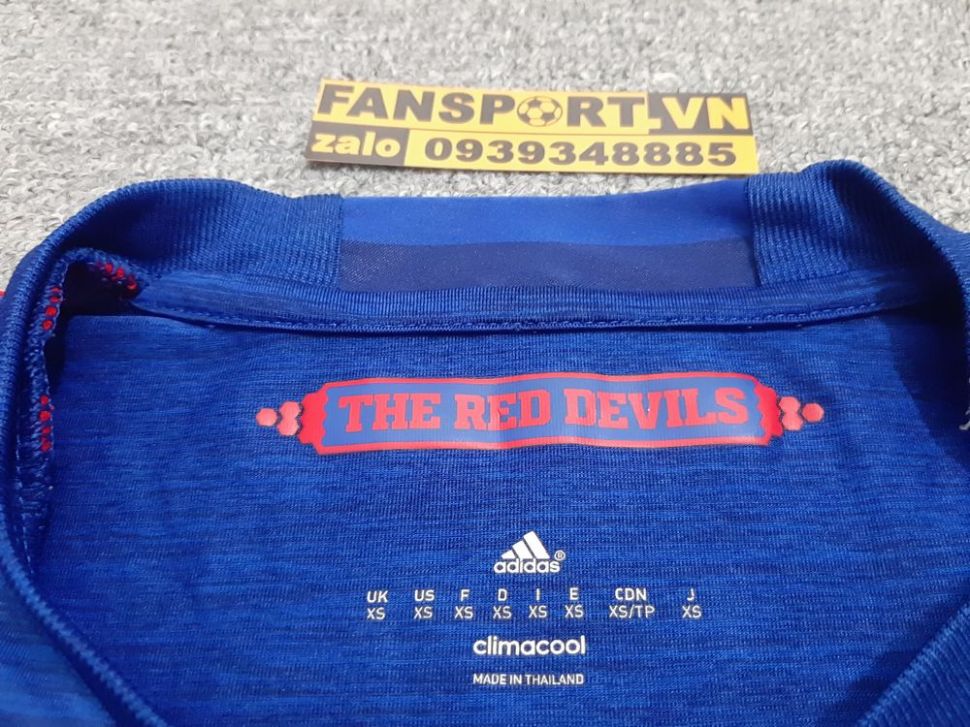 FANSPORT.VN
zalo 0939348885
THE RED DEVILS
adidas®
UK US F D I E CDN J
XS XS XS XS XS XS XS/TP XS
climacool
MADE IN THAILAND